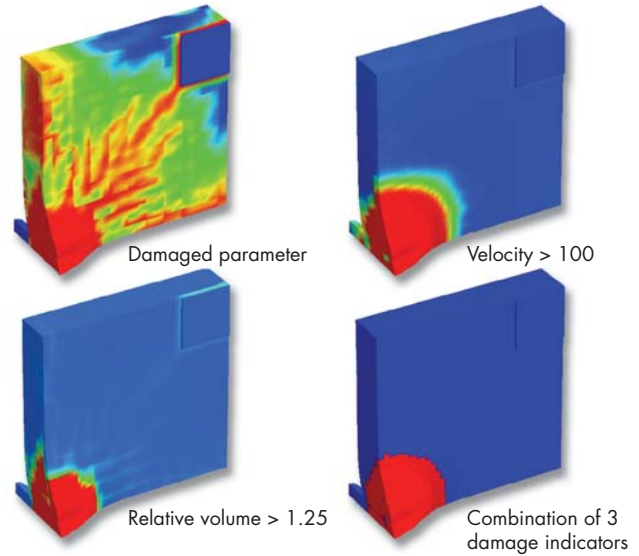 Damaged parameter
Velocity > 100
Relative volume > 1.25
Combination of 3
damage indicators